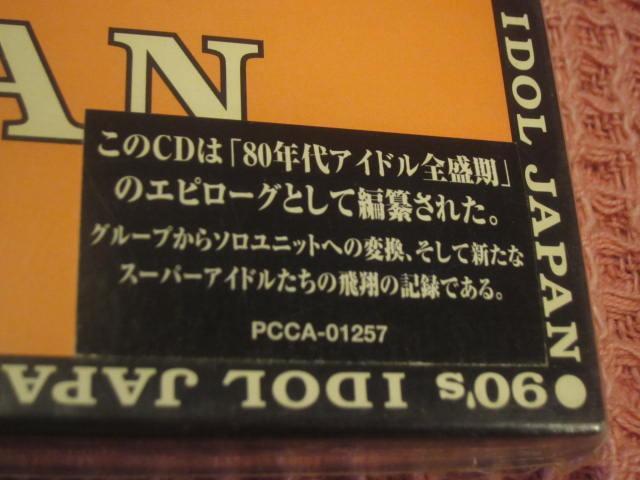 AN
このCDは「80年代アイドル全盛期」
のエピローグとして編纂された。
グループからソロユニットへの変換、そして新たな
スーパーアイドルたちの飛翔の記録である。
PCCA-01257
IDOL JAPAN
●90's IDOL JAPA